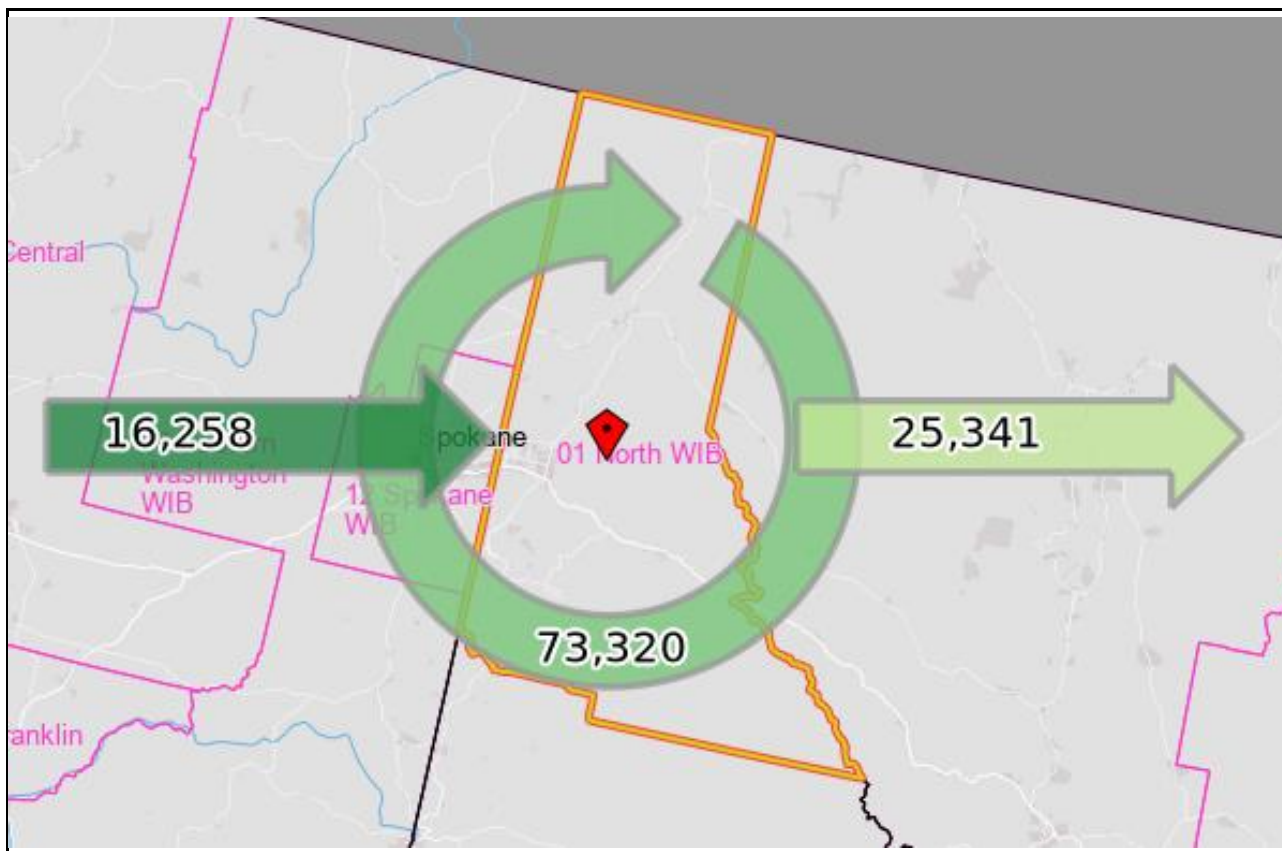 Central
16,258
Washington
WIB
Spokane
12 Spokane
WIB
01 North WIB
25,341
73,320
ranklin